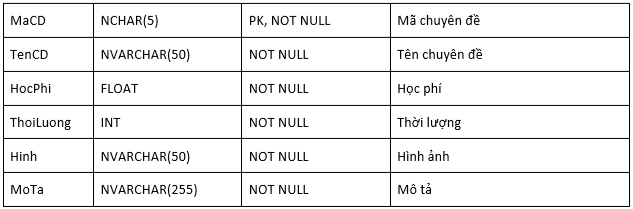 MaCD NCHAR(5) PK, NOT NULL Mã chuyên đề
TenCD NVARCHAR(50) NOT NULL Tên chuyên đề
HocPhi FLOAT NOT NULL Học phí
ThoiLuong INT NOT NULL Thời lượng
Hinh NVARCHAR(50) NOT NULL Hình ảnh
MoTa NVARCHAR(255) NOT NULL Mô tả